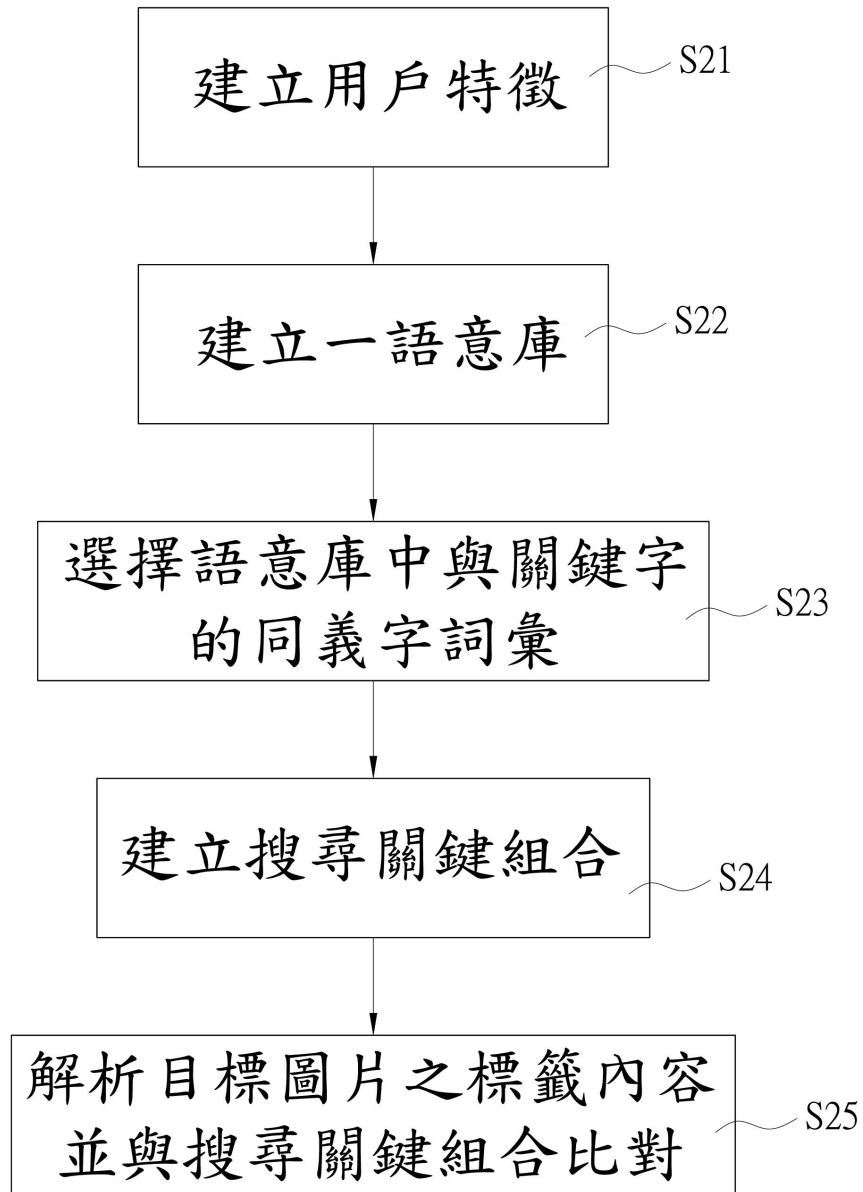 建立用戶特徵
S21
建立一語意庫
S22
選擇語意庫中與關鍵字
的同義字詞彙
S23
建立搜尋關鍵組合
S24
解析目標圖片之標籤內容
並與搜尋關鍵組合比對
S25